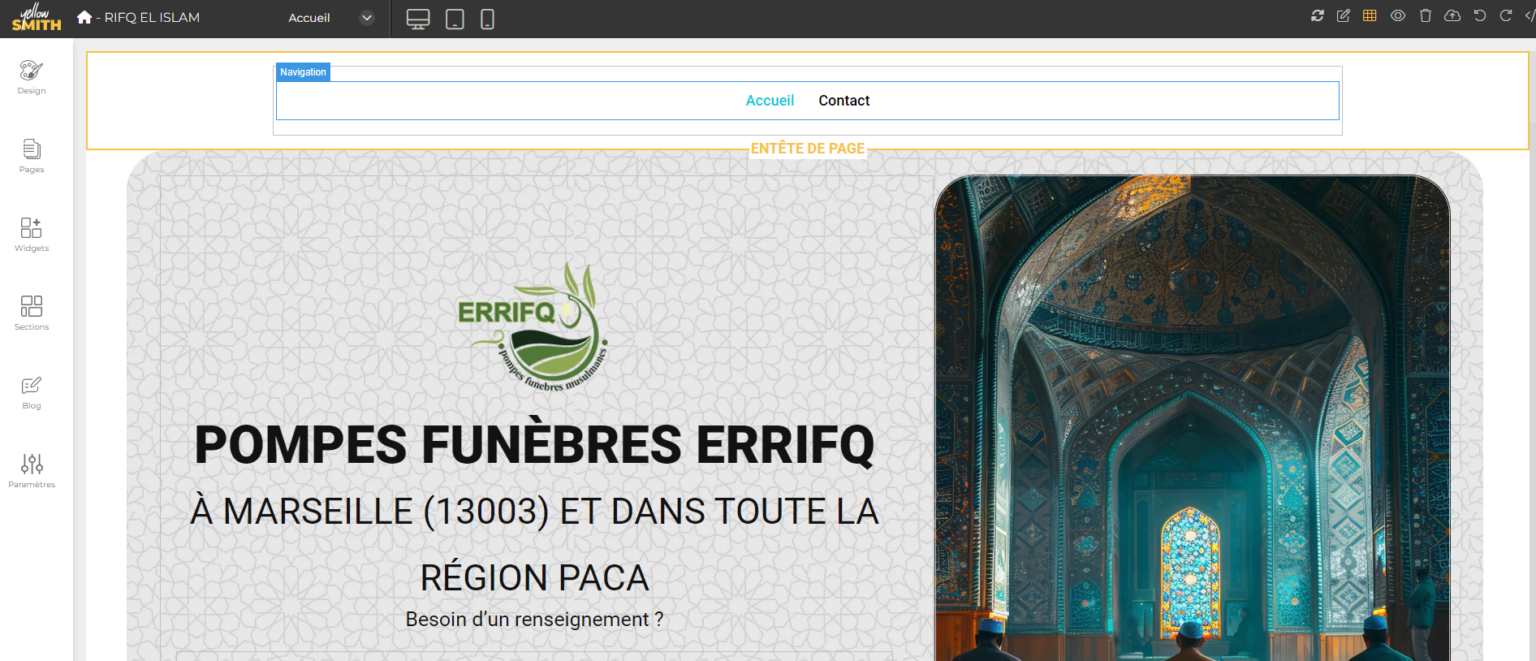 yellow
SMITH
- RIFQ EL ISLAM
Accueil
Design
Pages
Widgets
Sections
Blog
Paramètres
Navigation
Accueil Contact
ENTÊTE DE PAGE
ERRIFQ
pompes funebres musulmanes
POMPES FUNÈBRES ERRIFQ
À MARSEILLE (13003) ET DANS TOUTE LA
RÉGION PACA
Besoin d’un renseignement ?